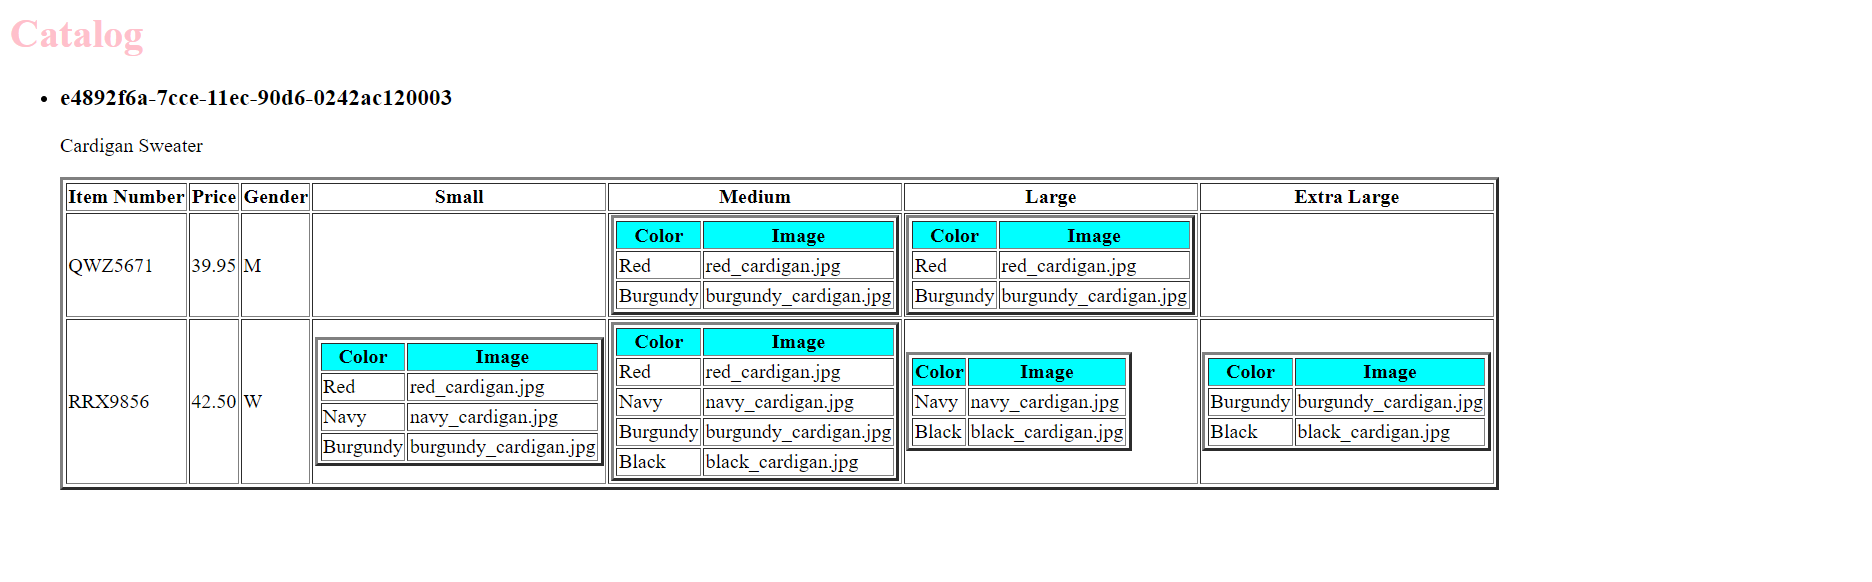 Catalog
e4892f6a-7cce-11ec-90d6-0242ac120003
Cardigan Sweater
Item Number Price Gender Small Medium Large Extra Large
QWZ5671 39.95 M
Color Image
Red red_cardigan.jpg
Burgundy burgundy_cardigan.jpg
Color Image
Red red_cardigan.jpg
Burgundy burgundy_cardigan.jpg
RRX9856 42.50 W
Color Image
Red red_cardigan.jpg
Navy navy_cardigan.jpg
Burgundy burgundy_cardigan.jpg
Color Image
Red red_cardigan.jpg
Navy navy_cardigan.jpg
Burgundy burgundy_cardigan.jpg
Black black_cardigan.jpg
Color Image
Navy navy_cardigan.jpg
Black black_cardigan.jpg
Color Image
Burgundy burgundy_cardigan.jpg
Black black_cardigan.jpg